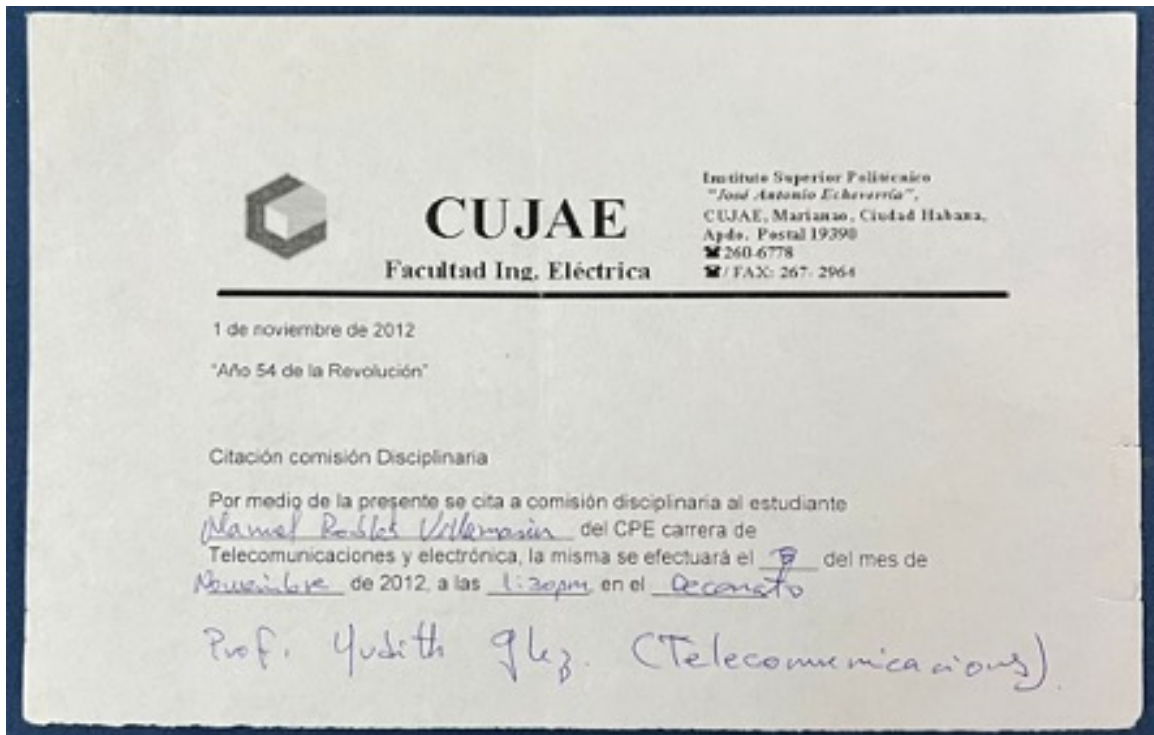 CUJAE
Facultad Ing. Eléctrica
Instituto Superior Politécnico
"José Antonio Echeverría",
CUJAE, Marianao, Ciudad Habana,
Apdo. Postal 19390
☎ 260-6778
☎/ FAX: 267- 2964
1 de noviembre de 2012
"Año 54 de la Revolución"
Citación comisión Disciplinaria
Por medio de la presente se cita a comisión disciplinaria al estudiante
Manuel Robles del CPE carrera de
Telecomunicaciones y electrónica, la misma se efectuará el del mes de
Noviembre de 2012, a las 1:30pm en el Decanato
Prof. Yudith Glez. (Telecomunicacions).